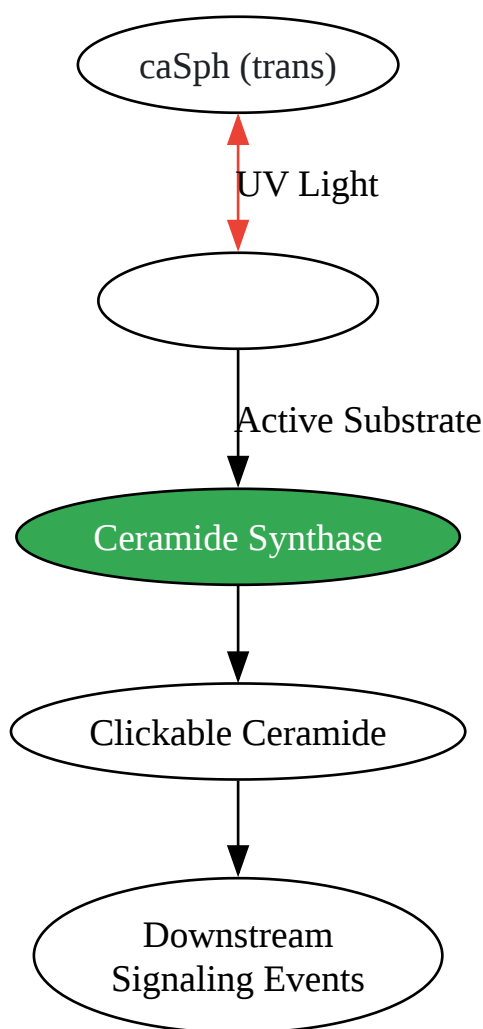 caSph (trans)
UV Light
Active Substrate
Ceramide Synthase
Clickable Ceramide
Downstream
Signaling Events